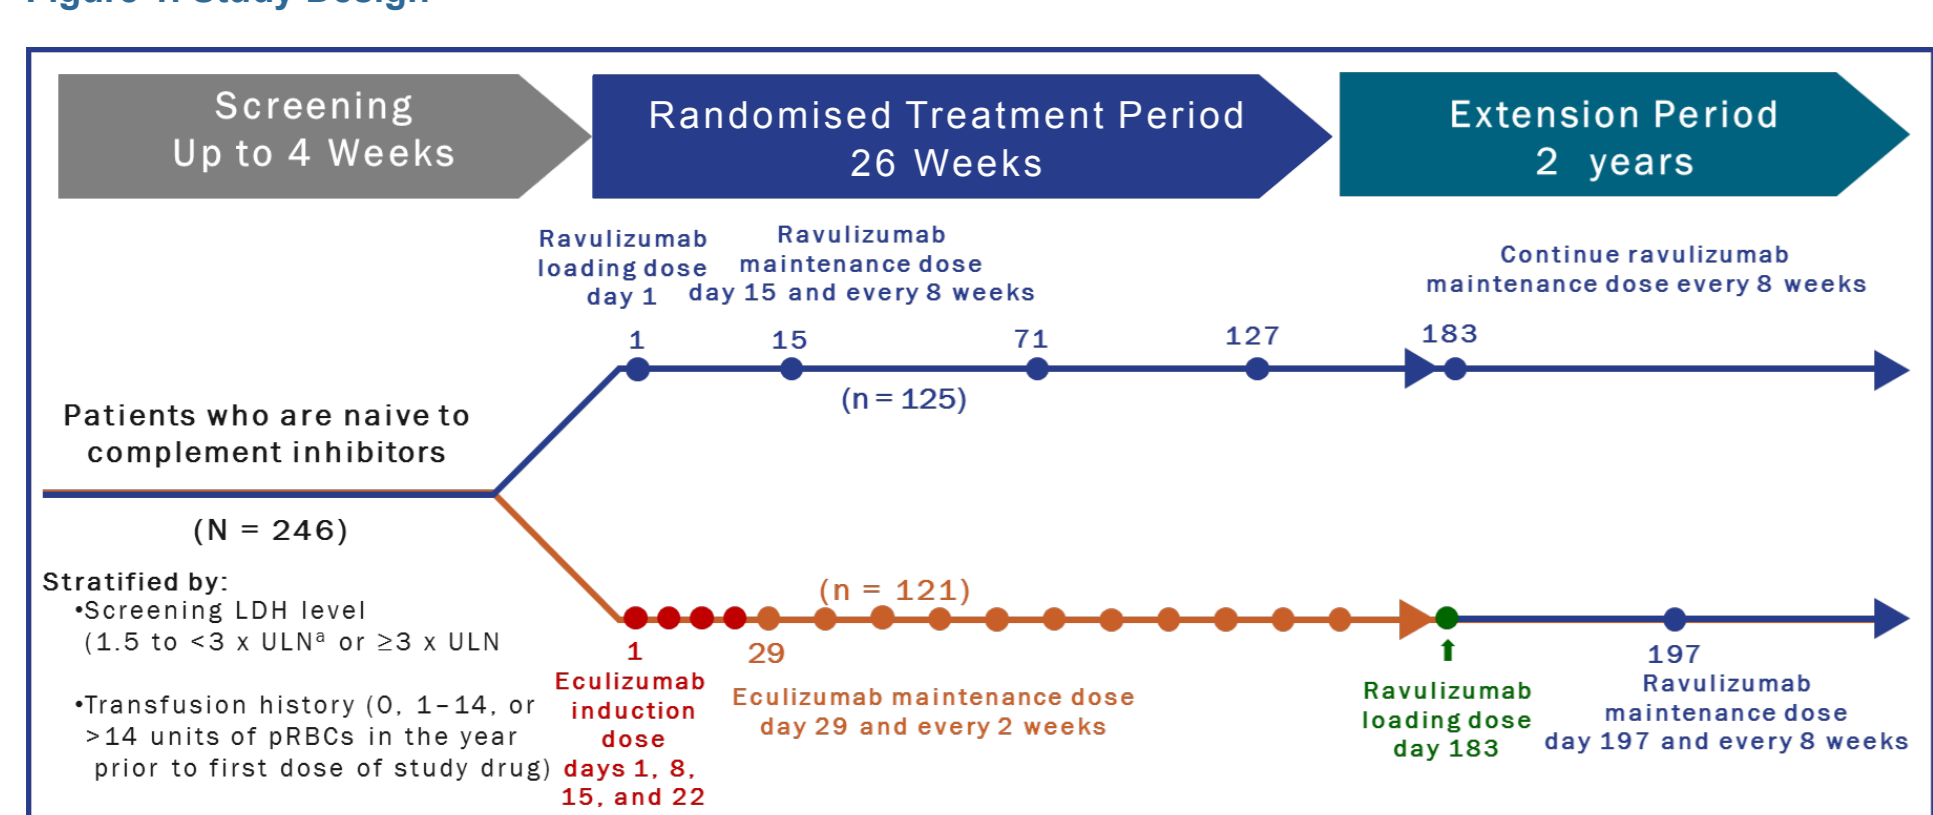 Figure 1. Study Design
Screening
Up to 4 Weeks
Randomised Treatment Period
26 Weeks
Extension Period
2 years
Ravulizumab
loading dose
day 1
Ravulizumab
maintenance dose
day 15 and every 8 weeks
Continue ravulizumab
maintenance dose every 8 weeks
1
15
71
127
183
(n = 125)
Patients who are naive to
complement inhibitors
(N = 246)
Stratified by:
•Screening LDH level
(1.5 to <3 x ULNª or ≥3 x ULN
•Transfusion history (0, 1–14, or
>14 units of pRBCs in the year
prior to first dose of study drug)
(n = 121)
1
Eculizumab
induction
dose
days 1, 8,
15, and 22
29
Eculizumab maintenance dose
day 29 and every 2 weeks
Ravulizumab
loading dose
day 183
197
Ravulizumab
maintenance dose
day 197 and every 8 weeks